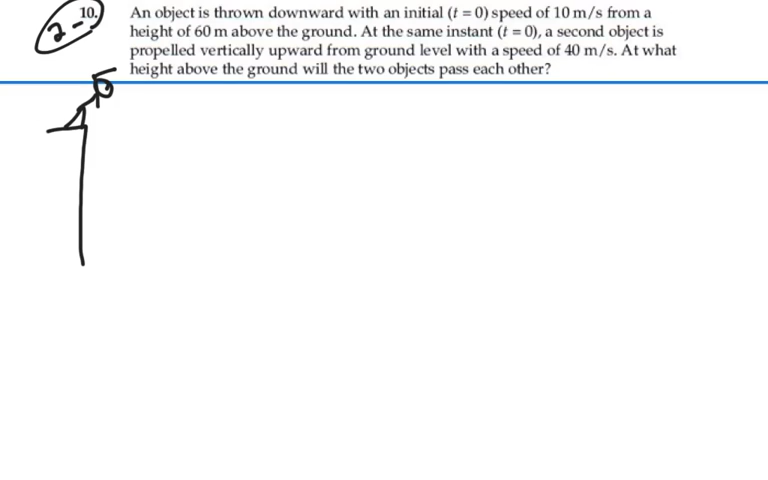 2- 10. An object is thrown downward with an initial (t = 0) speed of 10 m/s from a
height of 60 m above the ground. At the same instant (t = 0), a second object is
propelled vertically upward from ground level with a speed of 40 m/s. At what
height above the ground will the two objects pass each other?